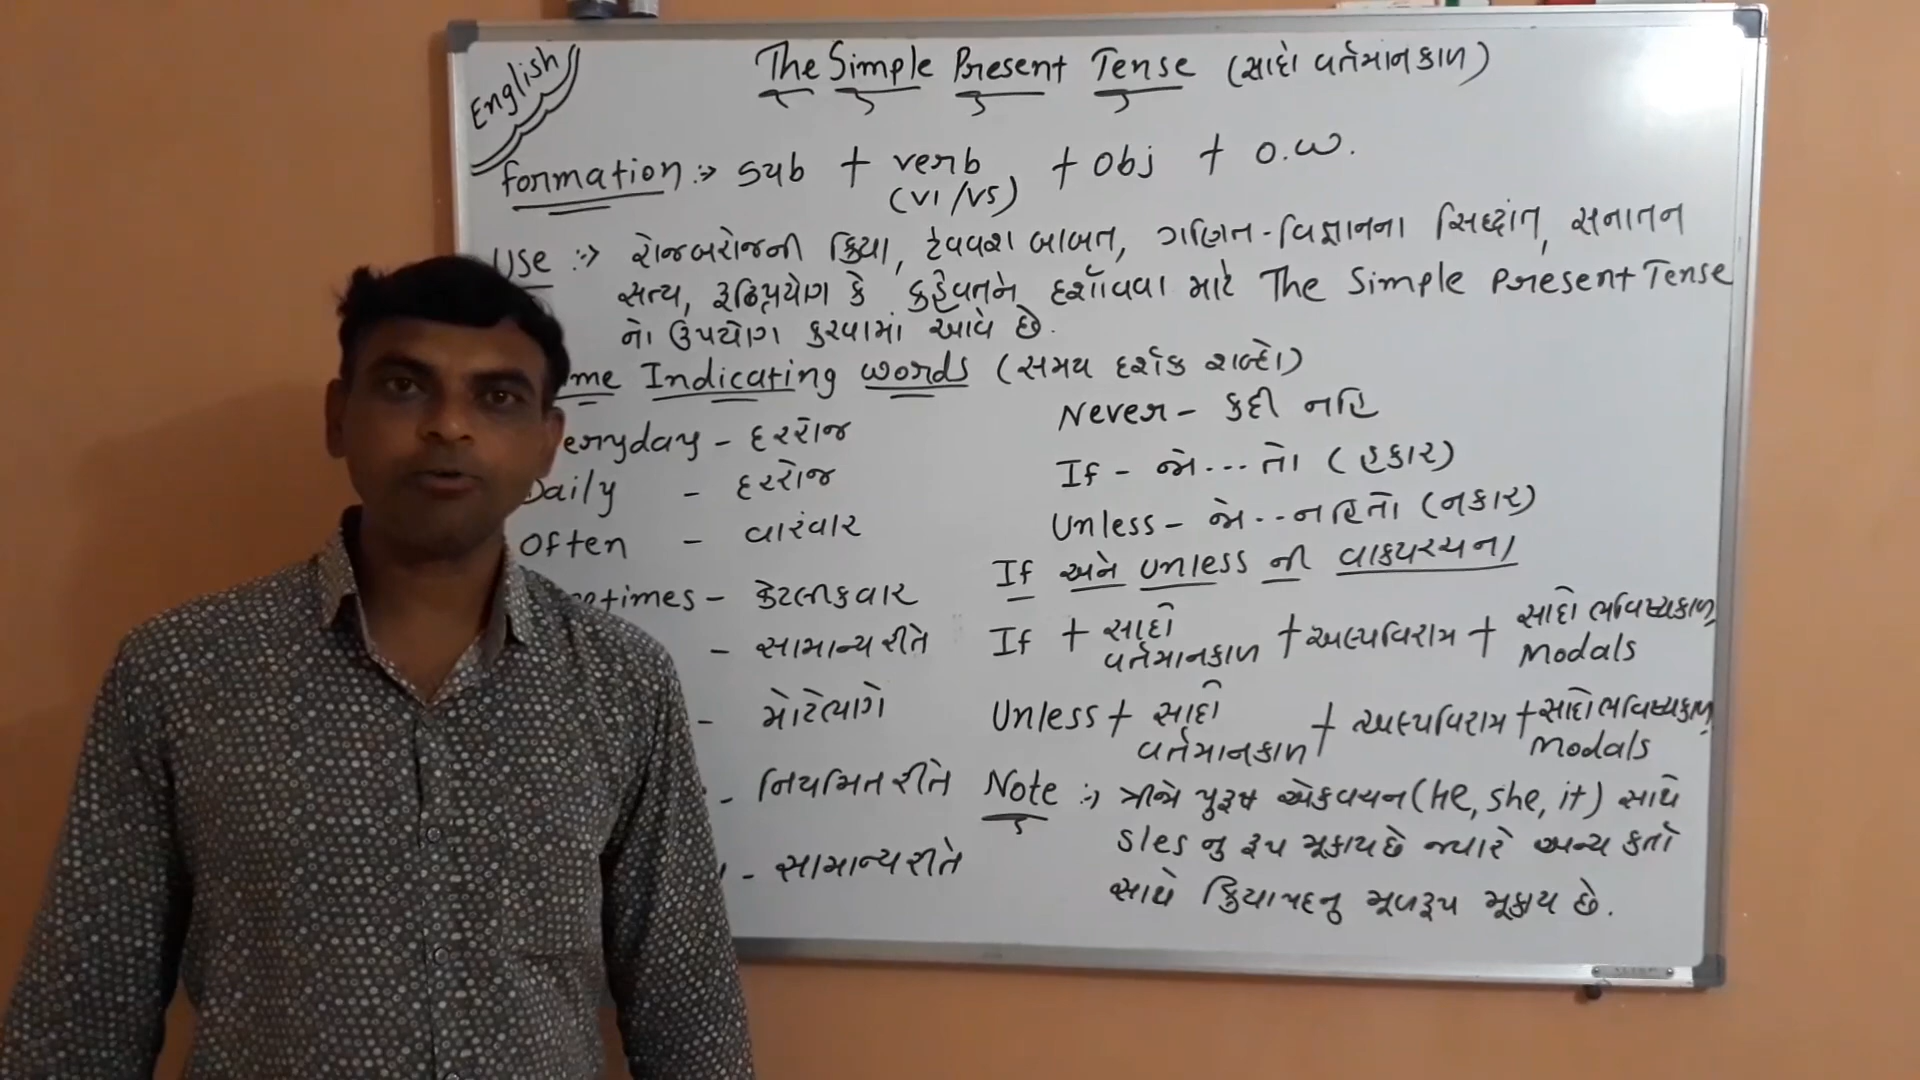 English
The Simple Present Tense (સાદો વર્તમાનકાળ)
Formation :→ sub + verb + obj + o.w.
(V1/VS)
Use :→ રોજબરોજની ક્રિયા, ટેવવશ બાબત, ગણિત-વિજ્ઞાનના સિદ્ધાંત, સનાતન
સત્ય, રૂઢિપ્રયોગ કે કહેવતને દર્શાવવા માટે The Simple Present Tense
નો ઉપયોગ કરવામાં આવે છે.
me Indicating words (સમય દર્શક શબ્દો)
eryday - દરરોજ
Daily - દરરોજ
Often - વારંવાર
times - કેટલીકવાર
- સામાન્ય રીતે
- મોટેભાગે
- નિયમિત રીતે
- સામાન્ય રીતે
Never - કદી નહિ
If - જો...તો (હકાર)
Unless - જો..નહિતો (નકાર)
If અને Unless ની વાક્યરચના
If + સાદો વર્તમાનકાળ + અલ્પવિરામ + સાદો ભવિષ્યકાળ, Modals
Unless + સાદો વર્તમાનકાળ + અલ્પવિરામ + સાદો ભવિષ્યકાળ, Modals
Note :→ ત્રીજો પુરૂષ એકવચન (He, she, it) સાથે
s/es નુ રૂપ મૂકાય છે જ્યારે અન્ય કર્તા
સાથે ક્રિયાપદનુ મૂળરૂપ મૂકાય છે.